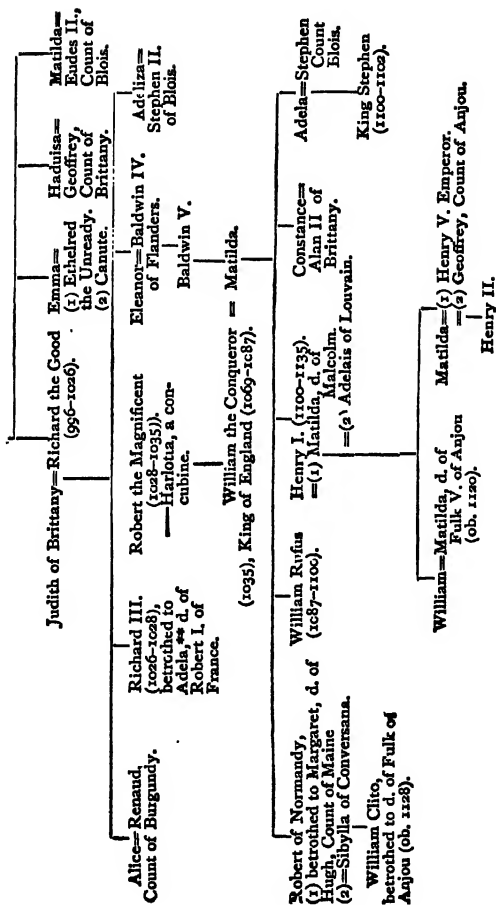 Judith of Brittany=Richard the Good
(996-1026).
Emma=
(1) Ethelred
the Unready.
(2) Canute.
Haduisa=
Geoffrey,
Count of
Brittany.
Matilda=
Eudes II.,
Count of
Blois.
Alice=Renaud,
Count of Burgundy.
Richard III.
(1026-1028),
betrothed to
Adela,** d. of
Robert I. of
France.
Robert the Magnificent
(1028-1035)).
—Harlotta, a con-
cubine.
Eleanor=Baldwin IV.
of Flanders.
Baldwin V.
Adeliza=
Stephen II.
of Blois.
William the Conqueror = Matilda.
(1035), King of England (1069-1c87).
Robert of Normandy,
(1) betrothed to Margaret, d. of
Hugh, Count of Maine
(2)=Sibylla of Conversana.
William Clito,
betrothed to d. of Fulk of
Anjou (ob. 1128).
William Rufus
(1c87-1100).
Henry I. (1100-1135).
=(1) Matilda, d. of
Malcolm.
=(2) Adelais of Louvain.
Constance=
Alan II of
Brittany.
Adela=Stephen
Count
Blois.
King Stephen
(1100-1102).
William=Matilda, d. of
Fulk V. of Anjou
(ob. 1120).
Matilda=(1) Henry V. Emperor.
=(2) Geoffrey, Count of Anjou.
Henry II.